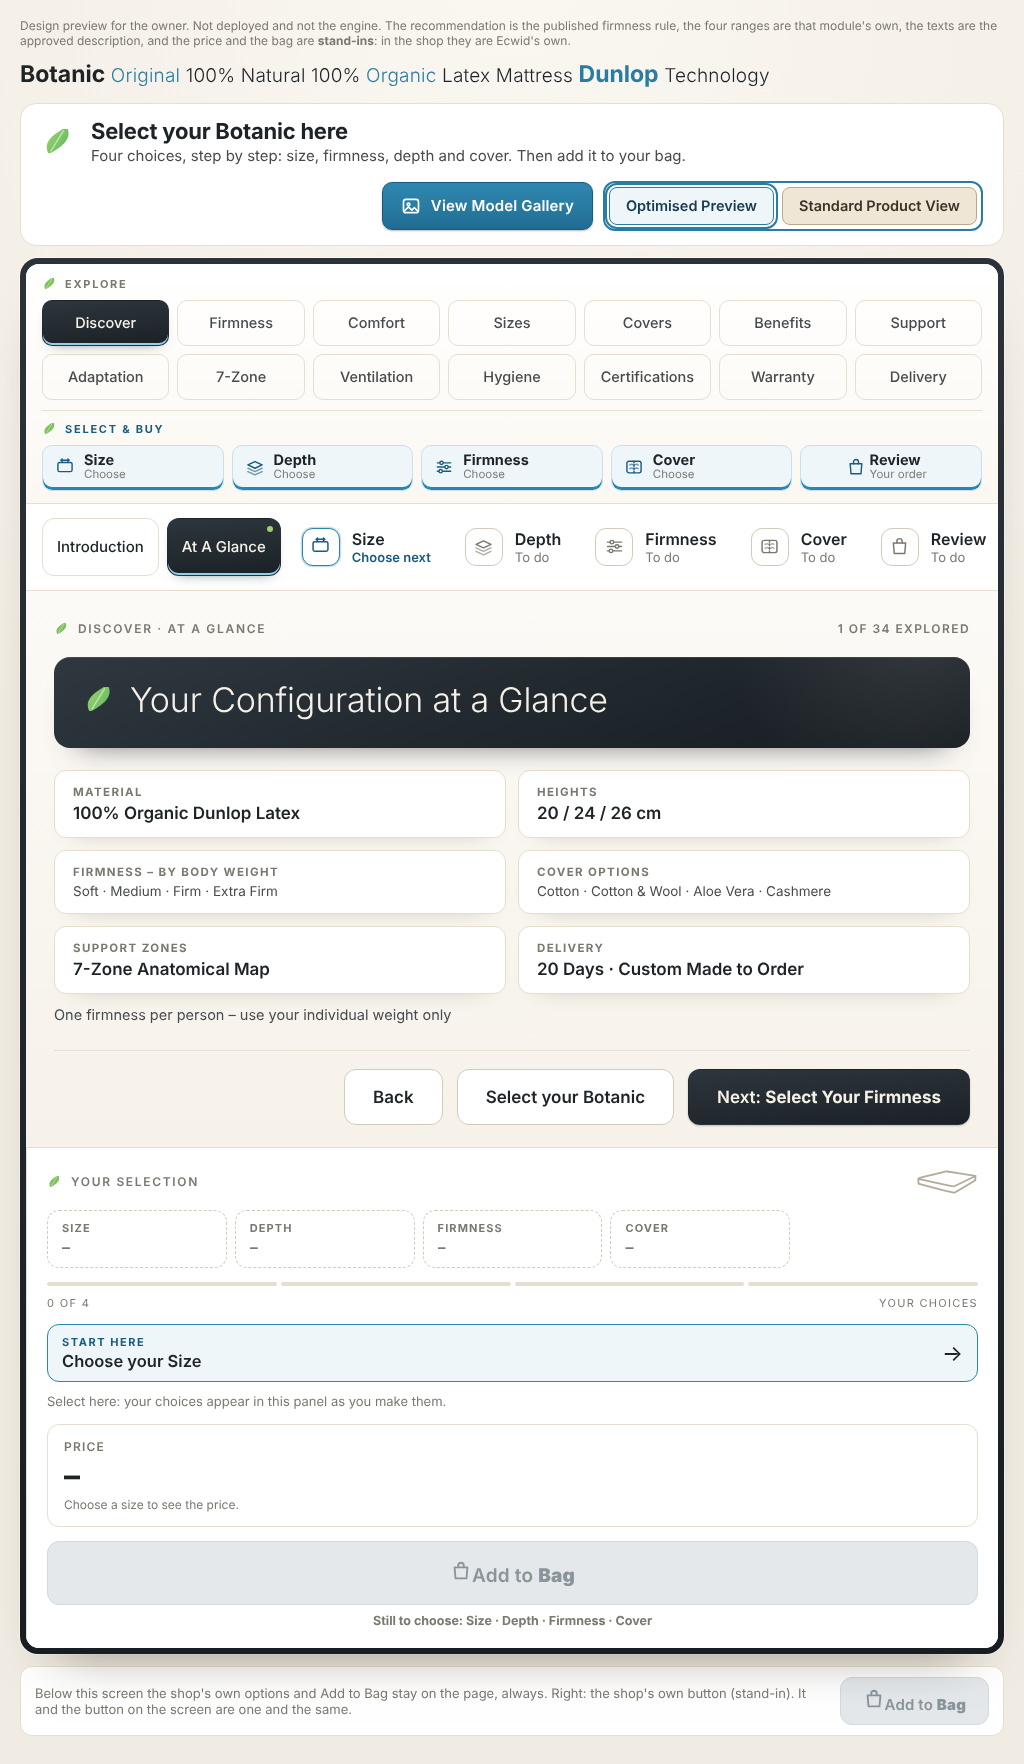 Design preview for the owner. Not deployed and not the engine. The recommendation is the published firmness rule, the four ranges are that module's own, the texts are the
approved description, and the price and the bag are stand-ins: in the shop they are Ecwid's own.
Botanic Original 100% Natural 100% Organic Latex Mattress Dunlop Technology
Select your Botanic here
Four choices, step by step: size, firmness, depth and cover. Then add it to your bag.
View Model Gallery
Optimised Preview
Standard Product View
EXPLORE
Discover
Firmness
Comfort
Sizes
Covers
Benefits
Support
Adaptation
7-Zone
Ventilation
Hygiene
Certifications
Warranty
Delivery
SELECT & BUY
Size
Choose
Depth
Choose
Firmness
Choose
Cover
Choose
Review
Your order
Introduction
At A Glance
Size
Choose next
Depth
To do
Firmness
To do
Cover
To do
Review
To do
DISCOVER · AT A GLANCE
1 OF 34 EXPLORED
Your Configuration at a Glance
MATERIAL
100% Organic Dunlop Latex
HEIGHTS
20 / 24 / 26 cm
FIRMNESS – BY BODY WEIGHT
Soft · Medium · Firm · Extra Firm
COVER OPTIONS
Cotton · Cotton & Wool · Aloe Vera · Cashmere
SUPPORT ZONES
7-Zone Anatomical Map
DELIVERY
20 Days · Custom Made to Order
One firmness per person – use your individual weight only
Back
Select your Botanic
Next: Select Your Firmness
YOUR SELECTION
SIZE
–
DEPTH
–
FIRMNESS
–
COVER
–
0 OF 4
YOUR CHOICES
START HERE
Choose your Size
Select here: your choices appear in this panel as you make them.
PRICE
–
Choose a size to see the price.
Add to Bag
Still to choose: Size · Depth · Firmness · Cover
Below this screen the shop's own options and Add to Bag stay on the page, always. Right: the shop's own button (stand-in). It
and the button on the screen are one and the same.
Add to Bag